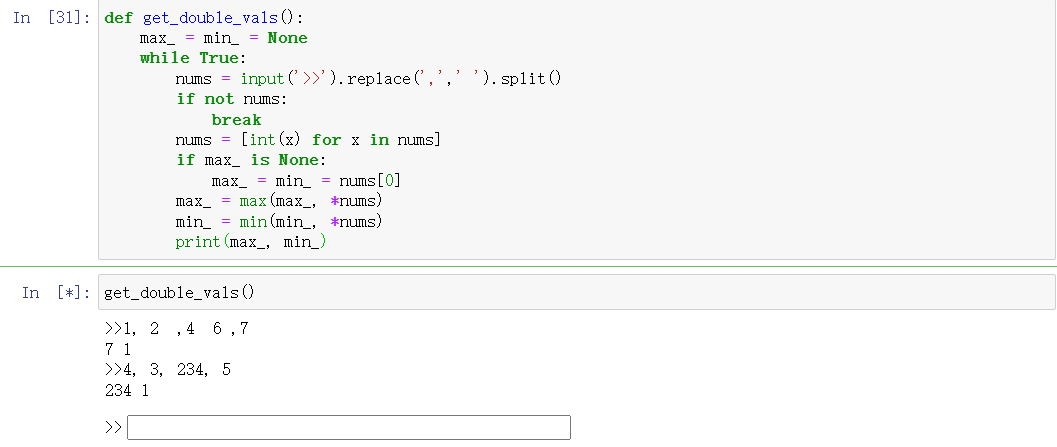 In [31]: def get_double_vals():
    max_ = min_ = None
    while True:
        nums = input('>>').replace(',',' ').split()
        if not nums:
            break
        nums = [int(x) for x in nums]
        if max_ is None:
            max_ = min_ = nums[0]
        max_ = max(max_, *nums)
        min_ = min(min_, *nums)
        print(max_, min_)
In [*]: get_double_vals()
>>1, 2  ,4  6 ,7
7 1
>>4, 3, 234, 5
234 1
>>